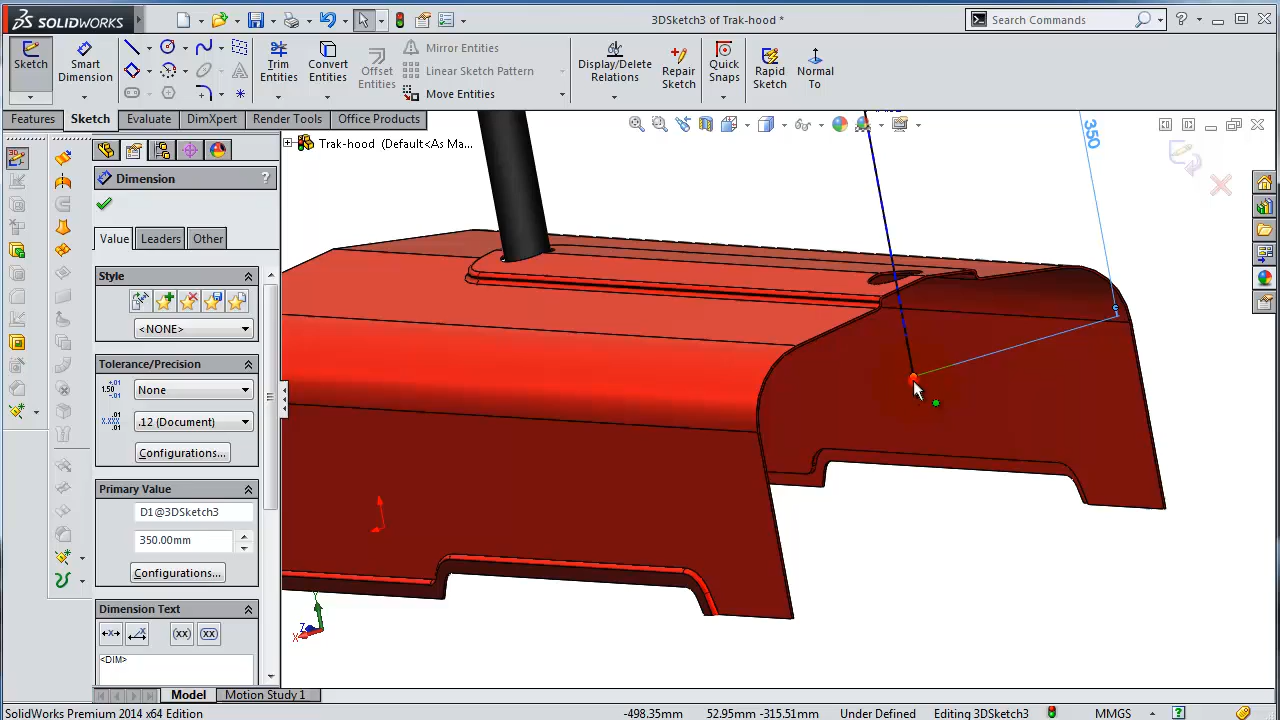 SOLIDWORKS
3DSketch3 of Trak-hood *
Search Commands
Sketch
Smart
Dimension
Trim
Entities
Convert
Entities
Offset
Entities
Mirror Entities
Linear Sketch Pattern
Move Entities
Display/Delete
Relations
Repair
Sketch
Quick
Snaps
Rapid
Sketch
Normal
To
Features
Sketch
Evaluate
DimXpert
Render Tools
Office Products
Trak-hood (Default<As Ma...
350
Dimension
?
Value
Leaders
Other
Style
<NONE>
Tolerance/Precision
None
.12 (Document)
Configurations...
Primary Value
D1@3DSketch3
350.00mm
Configurations...
Dimension Text
(xx)
(xx)
<DIM>
Y
X
Z
Model
Motion Study 1
SolidWorks Premium 2014 x64 Edition
-498.35mm
52.95mm -315.51mm
Under Defined
Editing 3DSketch3
MMGS
?